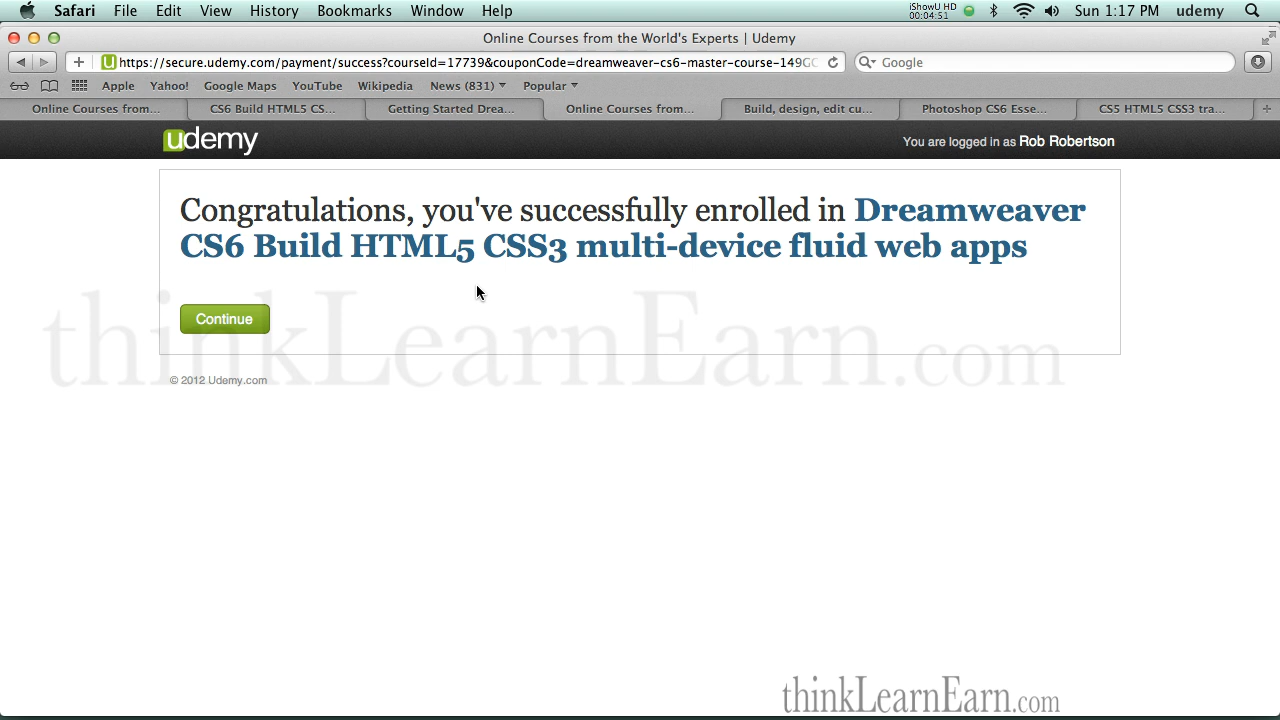 Safari File Edit View History Bookmarks Window Help iShowU HD 00:04:51 Sun 1:17 PM udemy
Online Courses from the World's Experts | Udemy
https://secure.udemy.com/payment/success?courseId=17739&couponCode=dreamweaver-cs6-master-course-149GC Google
Apple Yahoo! Google Maps YouTube Wikipedia News (831) Popular
Online Courses from... CS6 Build HTML5 CS... Getting Started Drea... Online Courses from... Build, design, edit cu... Photoshop CS6 Esse... CS5 HTML5 CSS3 tra...
udemy You are logged in as Rob Robertson
Congratulations, you've successfully enrolled in Dreamweaver
CS6 Build HTML5 CSS3 multi-device fluid web apps
Continue
thinkLearnEarn.com
© 2012 Udemy.com
thinkLearnEarn.com